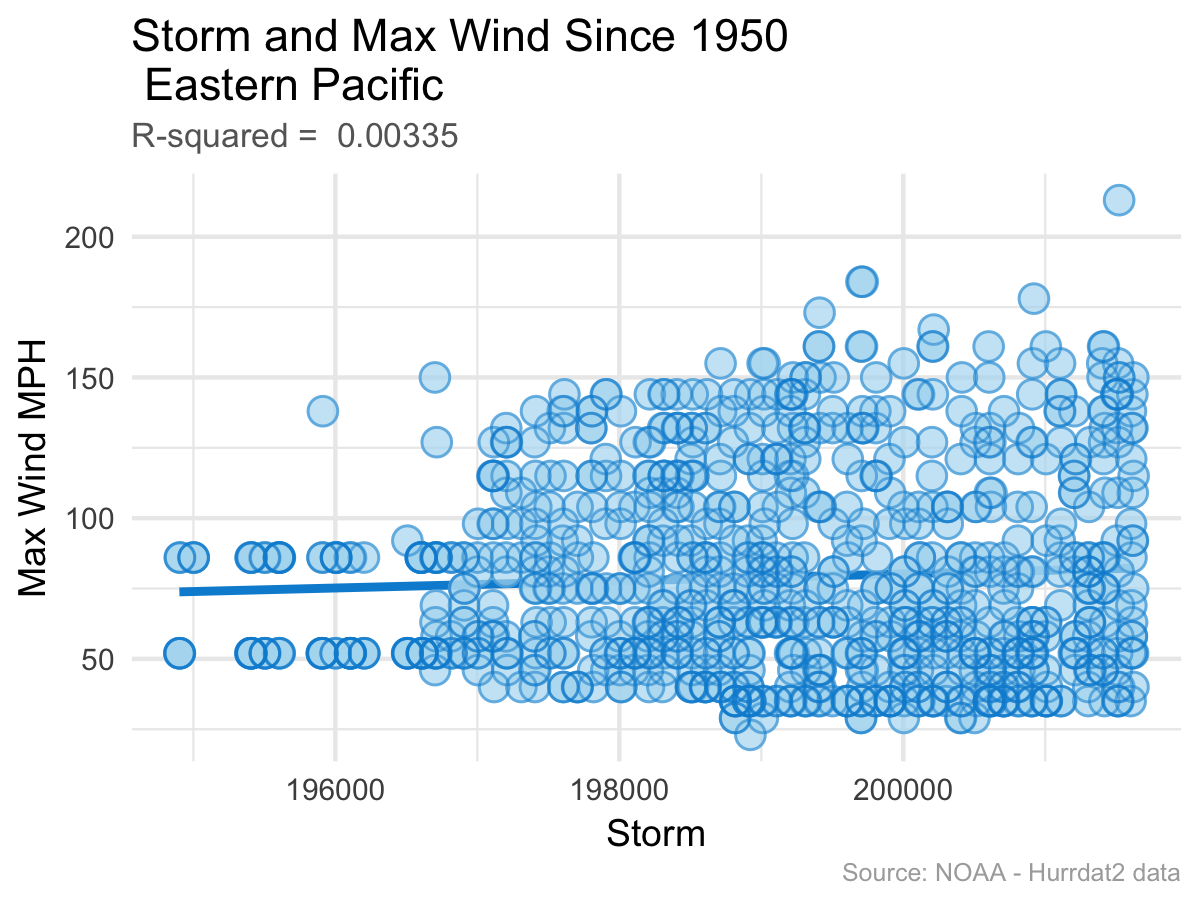 Storm and Max Wind Since 1950
Eastern Pacific
R-squared =  0.00335
200
150
100
50
Max Wind MPH
196000
198000
200000
Storm
Source: NOAA - Hurrdat2 data